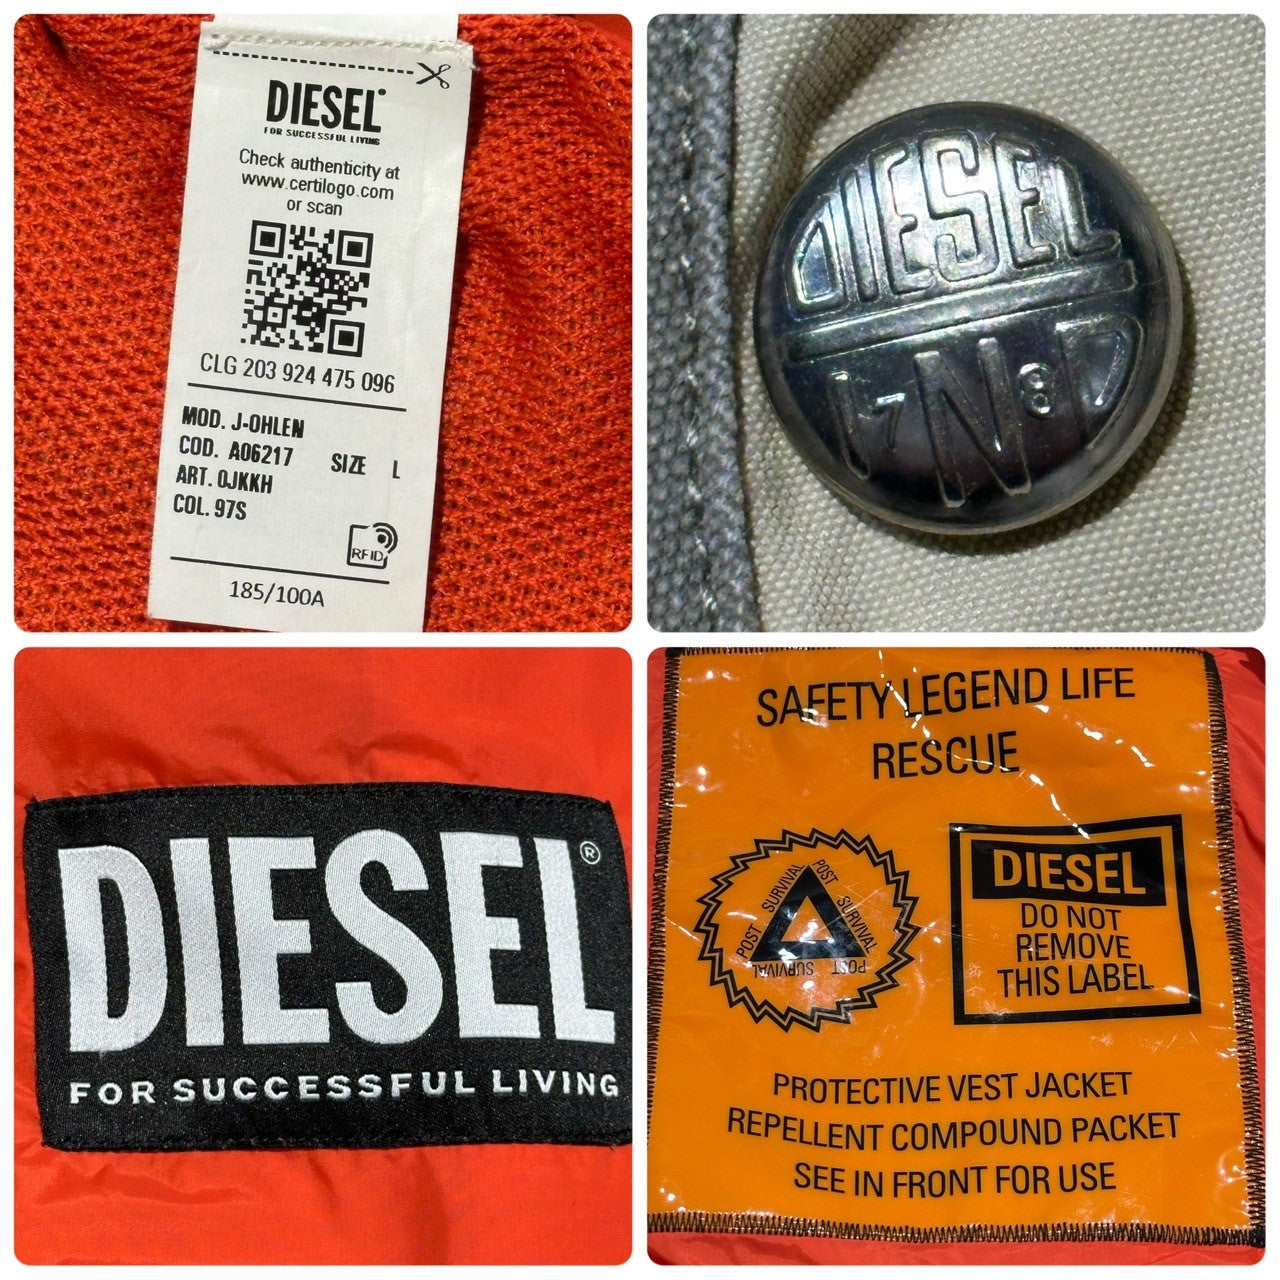 DIESEL
FOR SUCCESSFUL LIVING
Check authenticity at
www.certilogo.com
or scan
CLG 203 924 475 096
MOD. J-OHLEN
COD. A06217
SIZE L
ART. 0JKKH
COL. 97S
RFID
185/100A
DIESEL
17 N 8 D
DIESEL®
FOR SUCCESSFUL LIVING
SAFETY LEGEND LIFE
RESCUE
POST SURVIVAL
POST SURVIVAL
POST SURVIVAL
DIESEL
DO NOT
REMOVE
THIS LABEL
PROTECTIVE VEST JACKET
REPELLENT COMPOUND PACKET
SEE IN FRONT FOR USE